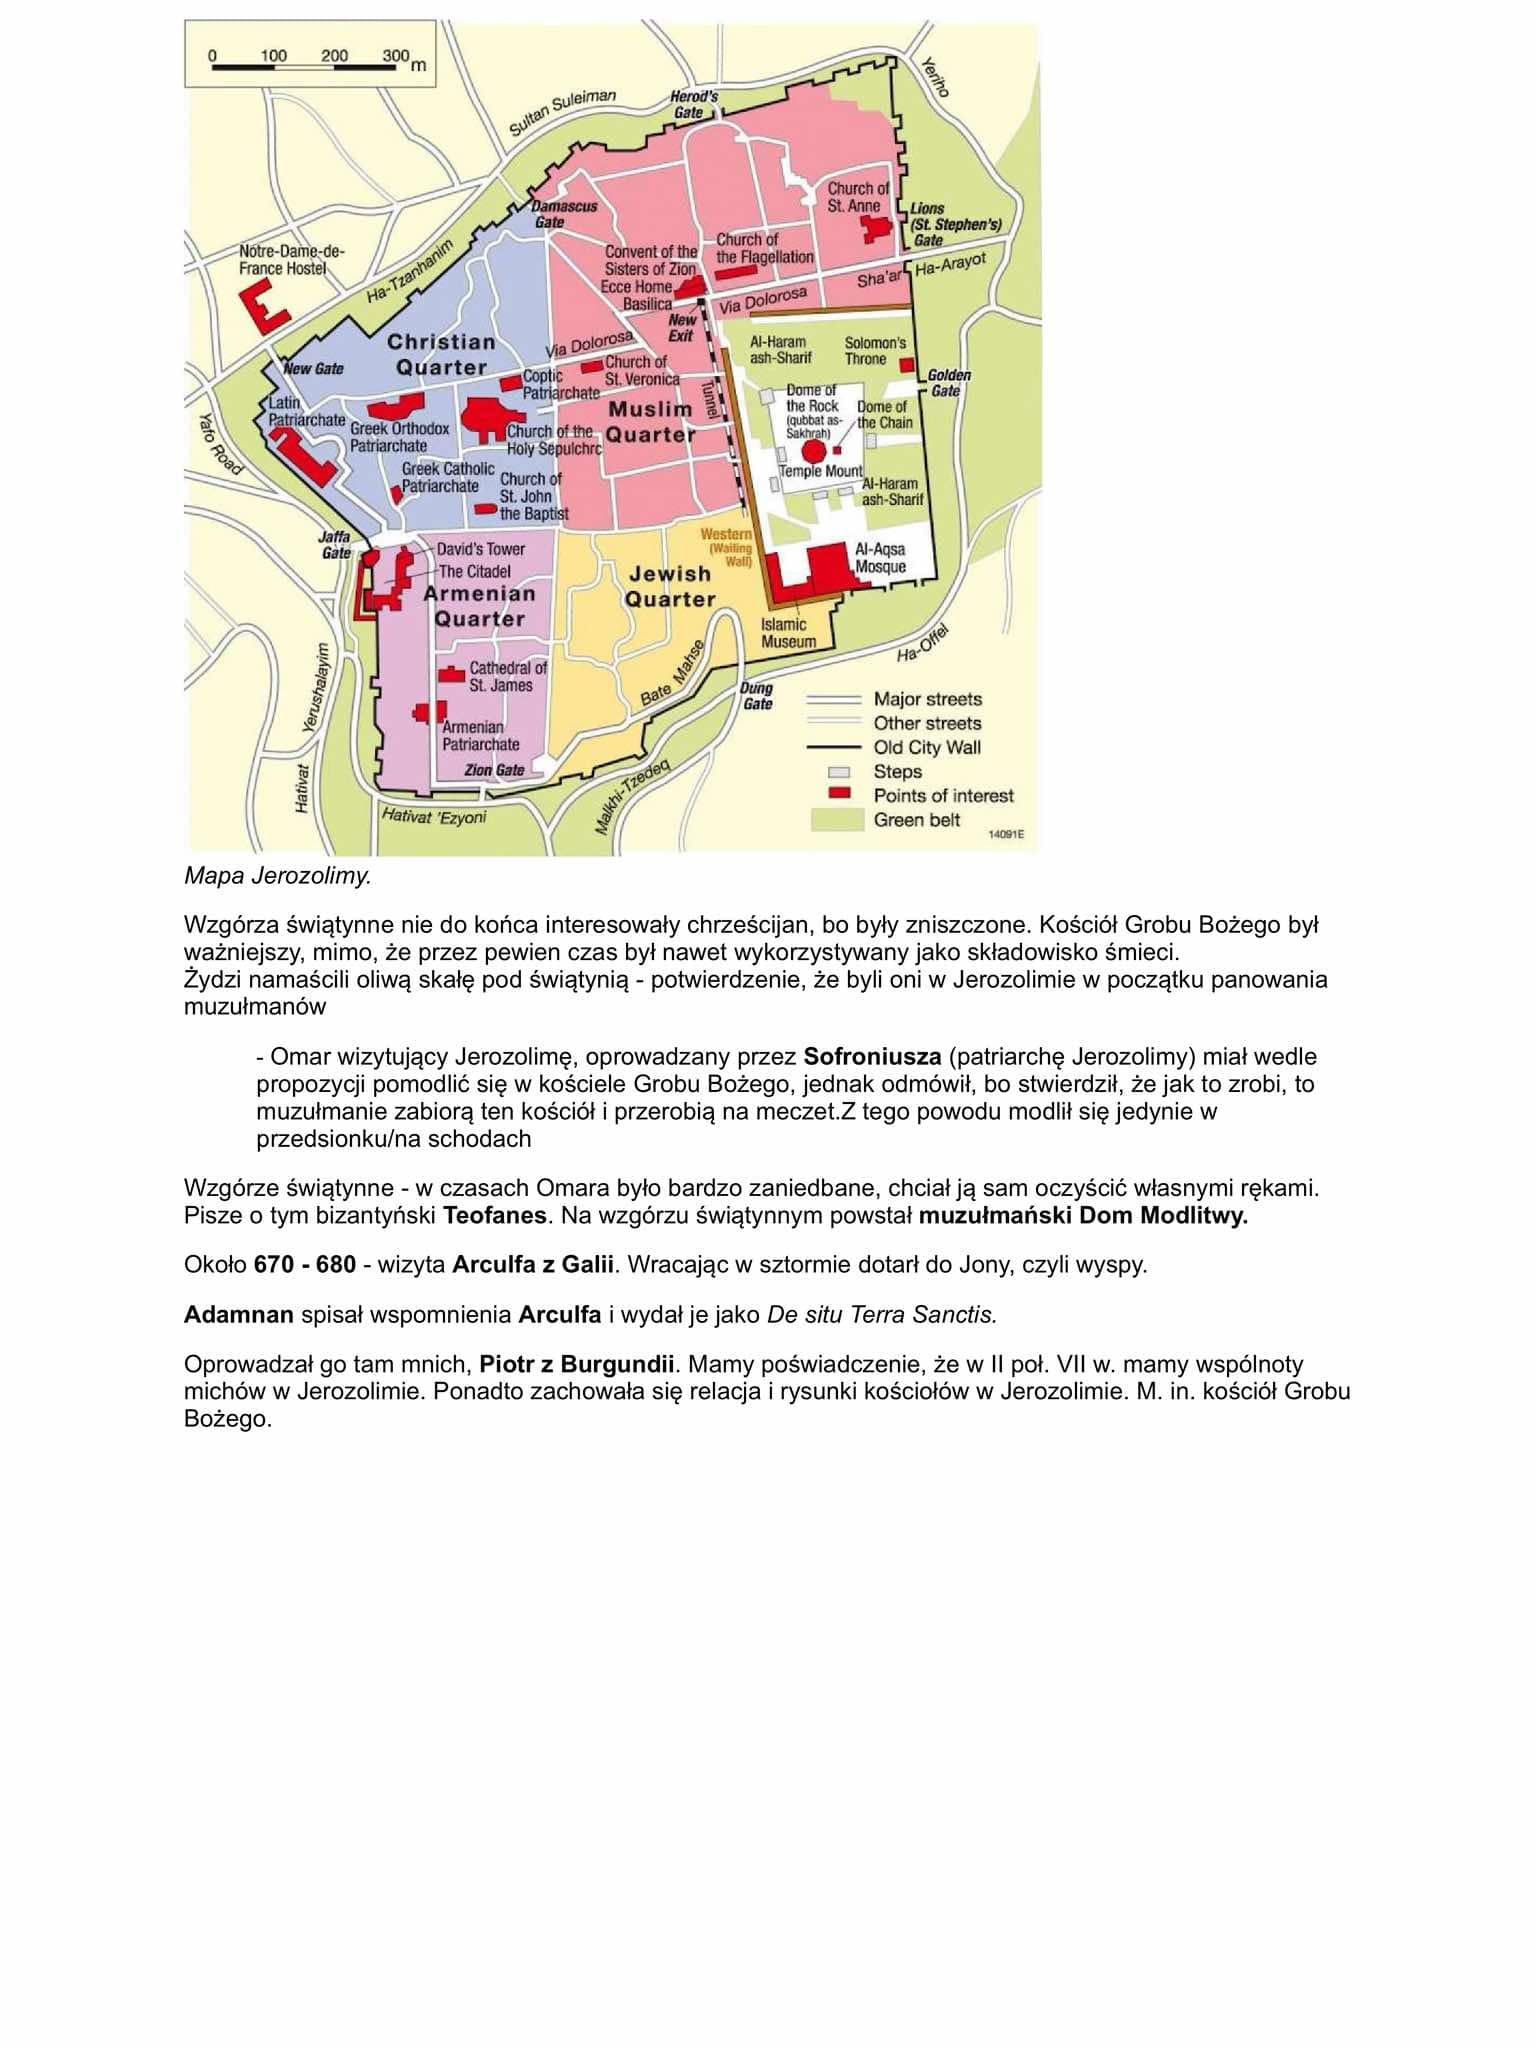 0 100 200 300 m
Sultan Suleiman
Herod's
Gate
Yeriho
Damascus
Gate
Church of
St. Anne
Lions
(St. Stephen's)
Gate
Nôtre-Dame-de-
France Hostel
Ha-Tzanhanim
Convent of the
Sisters of Zion
Ecce Home
Basilica
Church of
the Flagellation
Sha'ar Ha-Arayot
Via Dolorosa
New
Exit
Christian
Quarter
Via Dolorosa
Al-Haram
ash-Sharif
Solomon's
Throne
New Gate
Coptic
Patriarchate
Church of
St. Veronica
Tunnel
Golden
Gate
Latin
Patriarchate
Greek Orthodox
Patriarchate
Muslim
Quarter
Dome of
the Rock
(qubbat as-
Sakhrah)
Dome of
the Chain
Yafo Road
Church of the
Holy Sepulchrc
Temple Mount
Greek Catholic
Patriarchate
Church of
St. John
the Baptist
Al-Haram
ash-Sharif
Jaffa
Gate
David's Tower
The Citadel
Western
(Wailing
Wall)
Al-Aqsa
Mosque
Armenian
Quarter
Jewish
Quarter
Islamic
Museum
Ha-Offel
Cathedral of
St. James
Bate Mahse
Dung
Gate
Hativat Yerushalayim
Armenian
Patriarchate
Zion Gate
Malkhi-Tzedeq
Hativat 'Ezyoni
Major streets
Other streets
Old City Wall
Steps
Points of interest
Green belt
14091E
Mapa Jerozolimy.
Wzgórza świątynne nie do końca interesowały chrześcijan, bo były zniszczone. Kościół Grobu Bożego był
ważniejszy, mimo, że przez pewien czas był nawet wykorzystywany jako składowisko śmieci.
Żydzi namaścili oliwą skałę pod świątynią - potwierdzenie, że byli oni w Jerozolimie w początku panowania
muzułmanów
- Omar wizytujący Jerozolimę, oprowadzany przez Sofroniusza (patriarchę Jerozolimy) miał wedle
propozycji pomodlić się w kościele Grobu Bożego, jednak odmówił, bo stwierdził, że jak to zrobi, to
muzułmanie zabiorą ten kościół i przerobią na meczet.Z tego powodu modlił się jedynie w
przedsionku/na schodach
Wzgórze świątynne - w czasach Omara było bardzo zaniedbane, chciał ją sam oczyścić własnymi rękami.
Pisze o tym bizantyński Teofanes. Na wzgórzu świątynnym powstał muzułmański Dom Modlitwy.
Około 670 - 680 - wizyta Arculfa z Galii. Wracając w sztormie dotarł do Jony, czyli wyspy.
Adamnan spisał wspomnienia Arculfa i wydał je jako De situ Terra Sanctis.
Oprowadzał go tam mnich, Piotr z Burgundii. Mamy poświadczenie, że w II poł. VII w. mamy wspólnoty
michów w Jerozolimie. Ponadto zachowała się relacja i rysunki kościołów w Jerozolimie. M. in. kościół Grobu
Bożego.